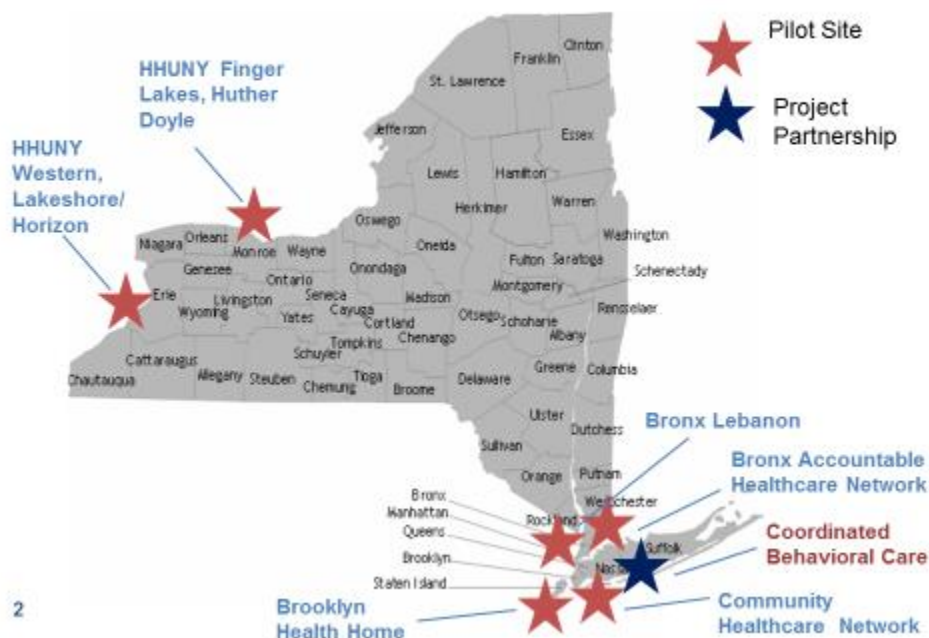 Pilot Site
Project
Partnership
HHUNY Finger
Lakes, Huther
Doyle
HHUNY
Western,
Lakeshore/
Horizon
Clinton
Franklin
St. Lawrence
Jefferson
Essex
Lewis
Hamilton
Herkimer
Warren
Oswego
Washington
Niagara
Orleans
Monroe
Wayne
Oneida
Fulton
Saratoga
Genesee
Onondaga
Schenectady
Ontario
Montgomery
Erie
Livingston
Seneca
Madison
Rensselaer
Wyoming
Yates
Cayuga
Otsego
Schoharie
Cortland
Albany
Tompkins
Chenango
Schuyler
Cattaraugus
Greene
Columbia
Chautauqua
Allegany
Steuben
Tioga
Delaware
Chemung
Broome
Ulster
Dutchess
Sullivan
Bronx Lebanon
Orange
Putnam
Bronx Accountable
Healthcare Network
Bronx
Manhattan
Rockland
Westchester
Queens
Suffolk
Coordinated
Behavioral Care
Brooklyn
Staten Island
2
Brooklyn
Health Home
Community
Healthcare Network